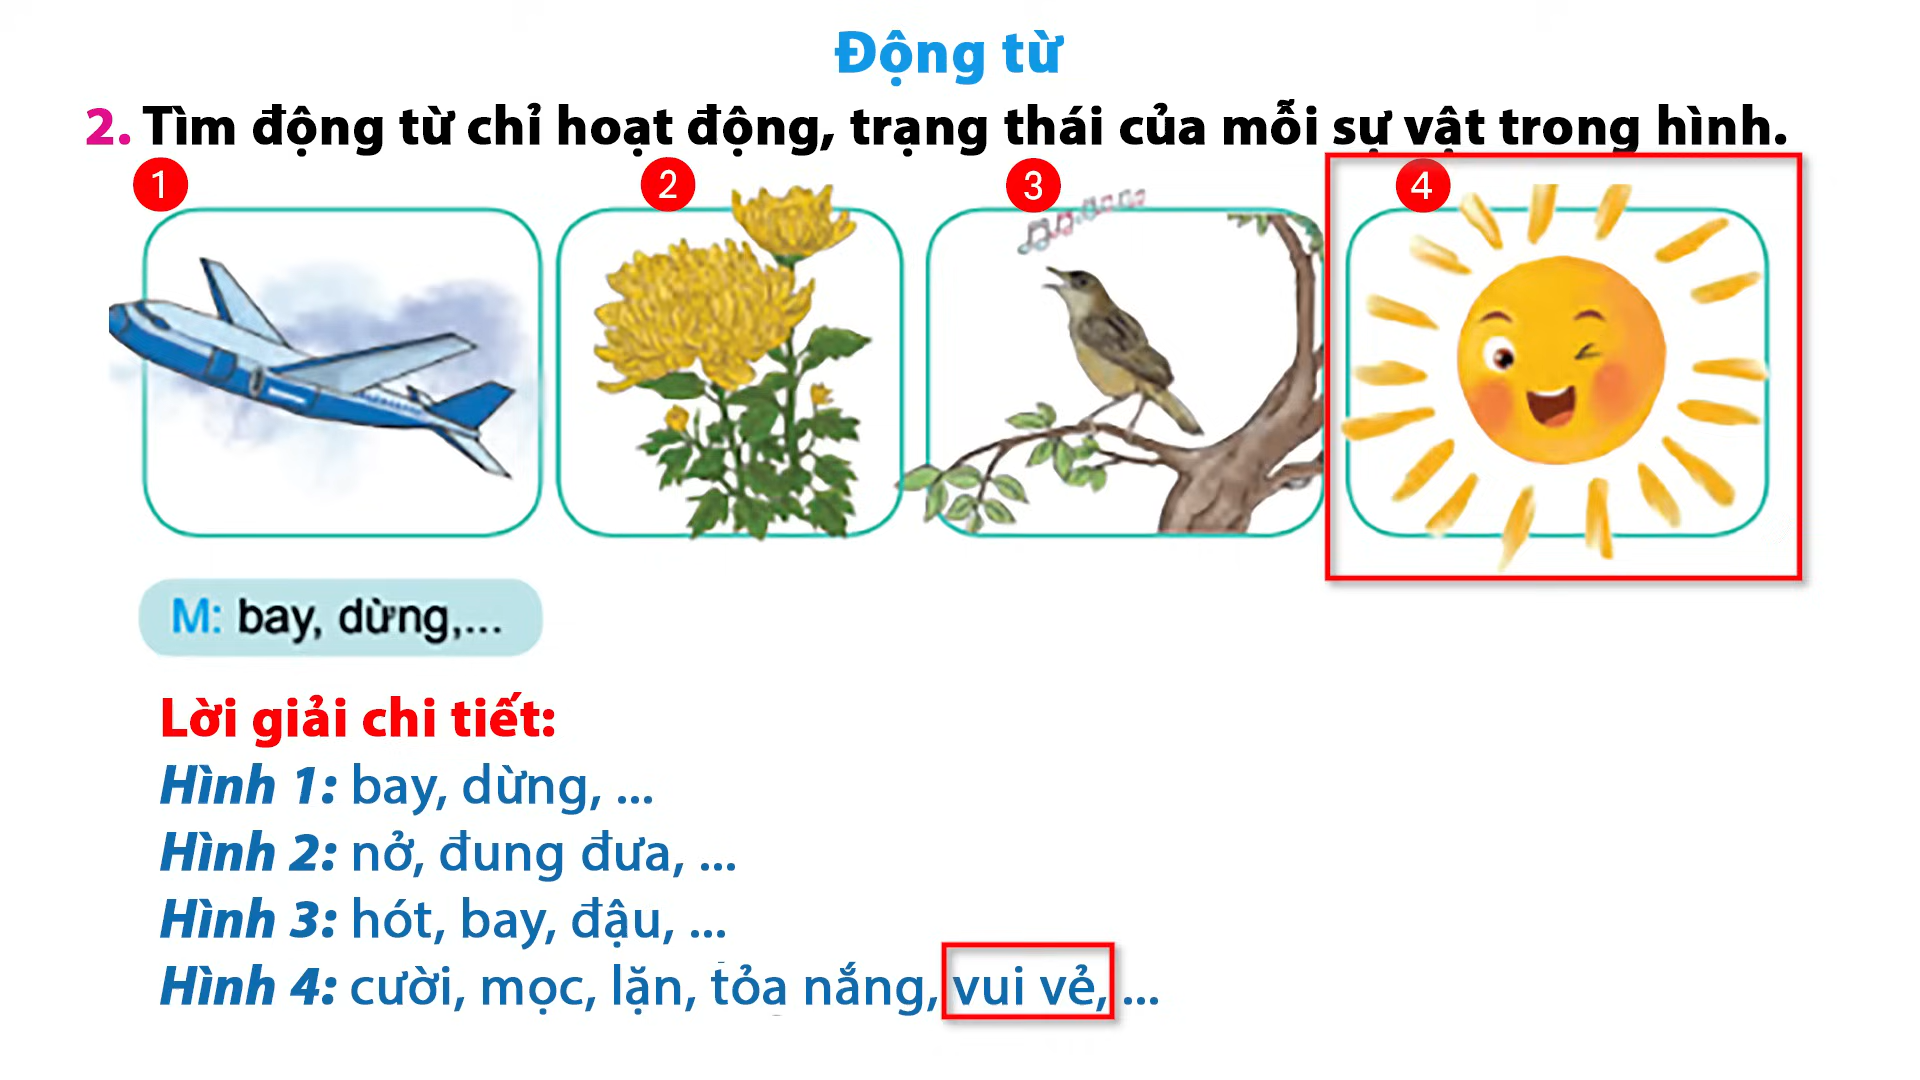 Động từ
2. Tìm động từ chỉ hoạt động, trạng thái của mỗi sự vật trong hình.
1 2 3 4
M: bay, dừng,...
Lời giải chi tiết:
Hình 1: bay, dừng, ...
Hình 2: nở, đung đưa, ...
Hình 3: hót, bay, đậu, ...
Hình 4: cười, mọc, lặn, tỏa nắng, vui vẻ, ...